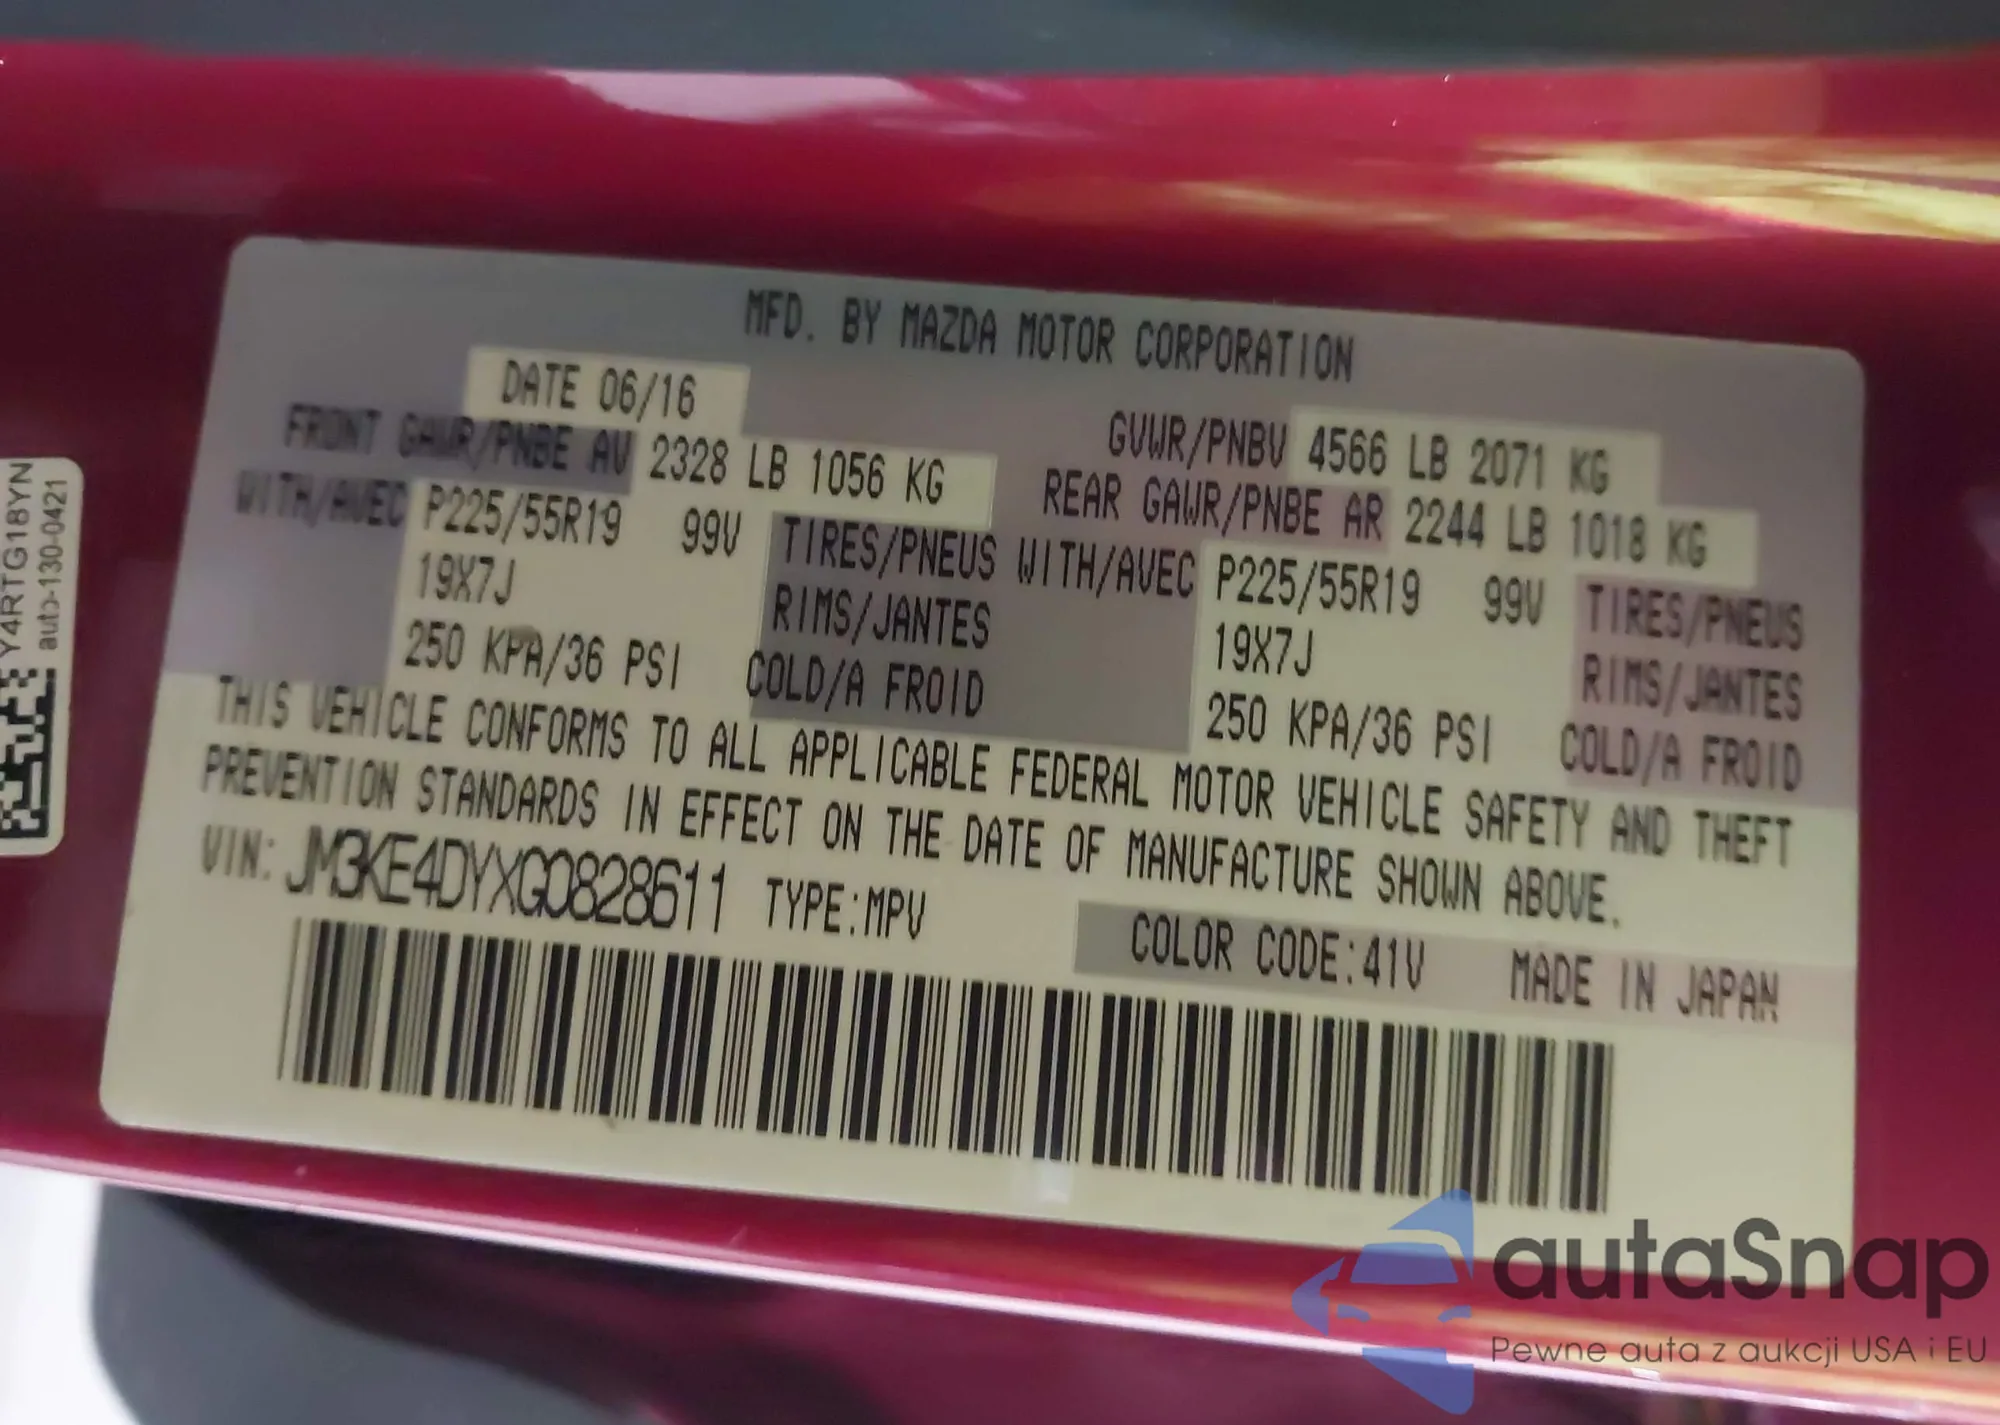 MFD. BY MAZDA MOTOR CORPORATION
DATE 06/16
GVWR/PNBV 4566 LB 2071 KG
FRONT GAWR/PNBE AV 2328 LB 1056 KG
REAR GAWR/PNBE AR 2244 LB 1018 KG
WITH/AVEC P225/55R19 99V TIRES/PNEUS WITH/AVEC P225/55R19 99V TIRES/PNEUS
19X7J RIMS/JANTES 19X7J RIMS/JANTES
250 KPA/36 PSI COLD/A FROID 250 KPA/36 PSI COLD/A FROID
THIS VEHICLE CONFORMS TO ALL APPLICABLE FEDERAL MOTOR VEHICLE SAFETY AND THEFT
PREVENTION STANDARDS IN EFFECT ON THE DATE OF MANUFACTURE SHOWN ABOVE.
VIN: JM3KE4DYXG0828611 TYPE:MPV
COLOR CODE:41V MADE IN JAPAN
Y4RTG18YN
auto-130-0421
autaSnap
Pewne auta z aukcji USA i EU